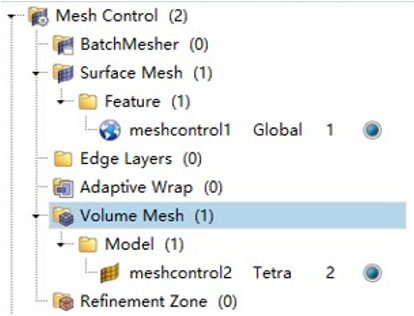 Mesh Control (2)
BatchMesher (0)
Surface Mesh (1)
Feature (1)
meshcontrol1 Global 1
Edge Layers (0)
Adaptive Wrap (0)
Volume Mesh (1)
Model (1)
meshcontrol2 Tetra 2
Refinement Zone (0)